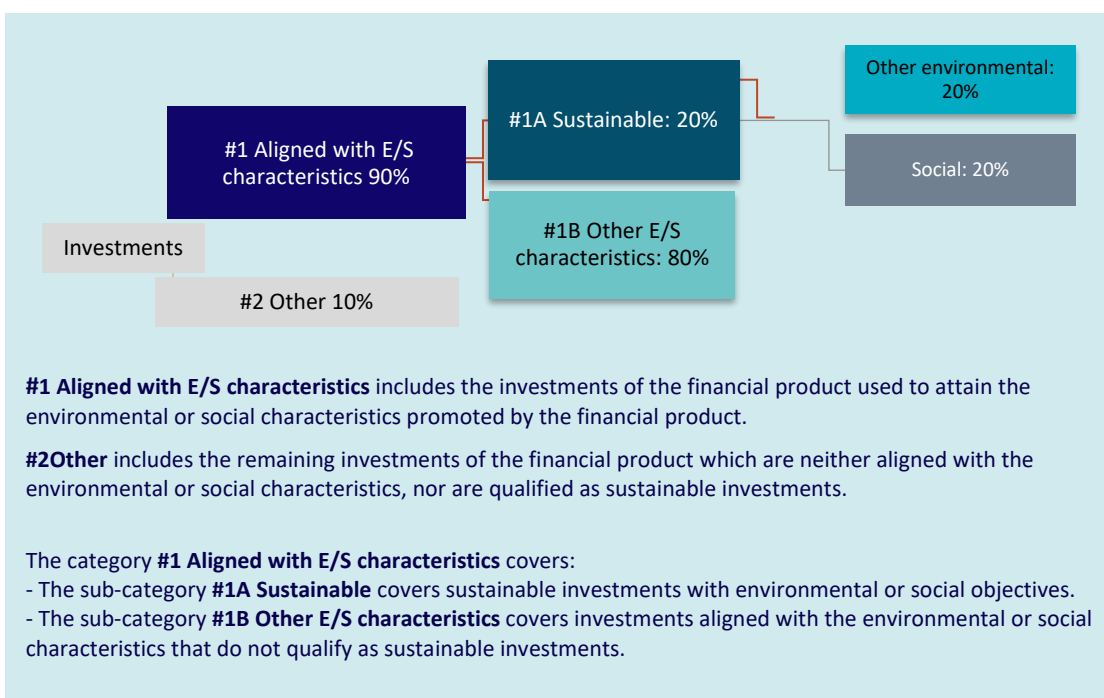 Other environmental:
20%
#1A Sustainable: 20%
#1 Aligned with E/S
characteristics 90%
Social: 20%
#1B Other E/S
characteristics: 80%
Investments
#2 Other 10%
#1 Aligned with E/S characteristics includes the investments of the financial product used to attain the
environmental or social characteristics promoted by the financial product.
#2Other includes the remaining investments of the financial product which are neither aligned with the
environmental or social characteristics, nor are qualified as sustainable investments.
The category #1 Aligned with E/S characteristics covers:
- The sub-category #1A Sustainable covers sustainable investments with environmental or social objectives.
- The sub-category #1B Other E/S characteristics covers investments aligned with the environmental or social
characteristics that do not qualify as sustainable investments.